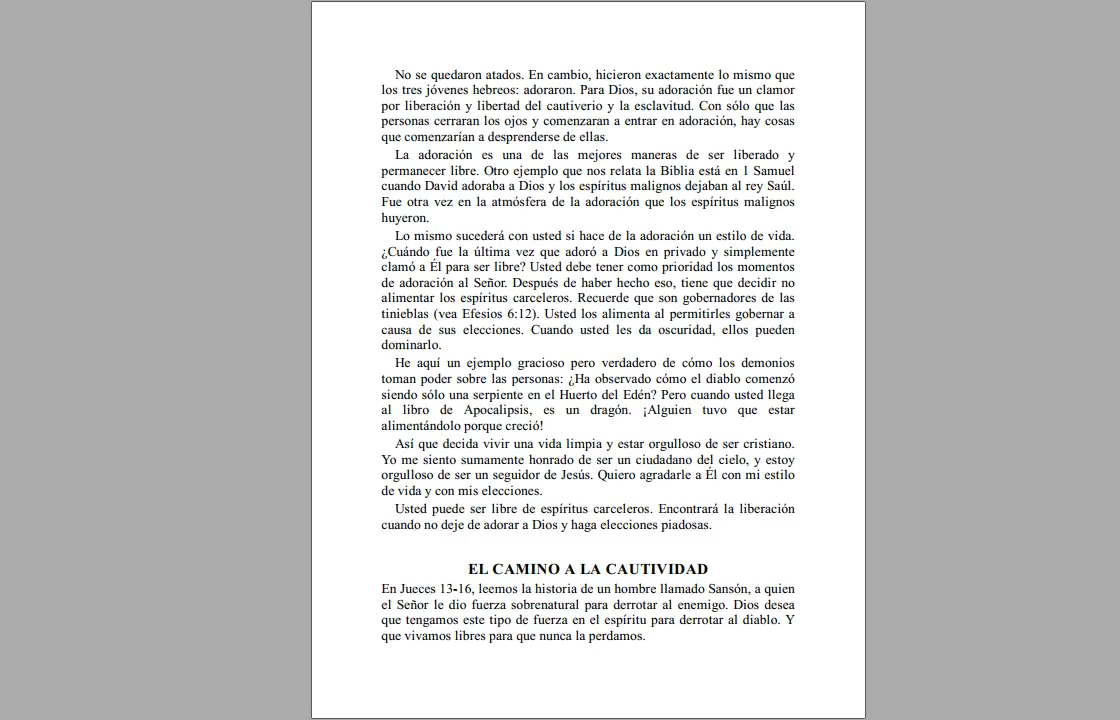 No se quedaron atados. En cambio, hicieron exactamente lo mismo que
los tres jóvenes hebreos: adoraron. Para Dios, su adoración fue un clamor
por liberación y libertad del cautiverio y la esclavitud. Con sólo que las
personas cerraran los ojos y comenzaran a entrar en adoración, hay cosas
que comenzarían a desprenderse de ellas.
La adoración es una de las mejores maneras de ser liberado y
permanecer libre. Otro ejemplo que nos relata la Biblia está en 1 Samuel
cuando David adoraba a Dios y los espíritus malignos dejaban al rey Saúl.
Fue otra vez en la atmósfera de la adoración que los espíritus malignos
huyeron.
Lo mismo sucederá con usted si hace de la adoración un estilo de vida.
¿Cuándo fue la última vez que adoró a Dios en privado y simplemente
clamó a Él para ser libre? Usted debe tener como prioridad los momentos
de adoración al Señor. Después de haber hecho eso, tiene que decidir no
alimentar los espíritus carceleros. Recuerde que son gobernadores de las
tinieblas (vea Efesios 6:12). Usted los alimenta al permitirles gobernar a
causa de sus elecciones. Cuando usted les da oscuridad, ellos pueden
dominarlo.
He aquí un ejemplo gracioso pero verdadero de cómo los demonios
toman poder sobre las personas: ¿Ha observado cómo el diablo comenzó
siendo sólo una serpiente en el Huerto del Edén? Pero cuando usted llega
al libro de Apocalipsis, es un dragón. ¡Alguien tuvo que estar
alimentándolo porque creció!
Así que decida vivir una vida limpia y estar orgulloso de ser cristiano.
Yo me siento sumamente honrado de ser un ciudadano del cielo, y estoy
orgulloso de ser un seguidor de Jesús. Quiero agradarle a Él con mi estilo
de vida y con mis elecciones.
Usted puede ser libre de espíritus carceleros. Encontrará la liberación
cuando no deje de adorar a Dios y haga elecciones piadosas.
EL CAMINO A LA CAUTIVIDAD
En Jueces 13-16, leemos la historia de un hombre llamado Sansón, a quien
el Señor le dio fuerza sobrenatural para derrotar al enemigo. Dios desea
que tengamos este tipo de fuerza en el espíritu para derrotar al diablo. Y
que vivamos libres para que nunca la perdamos.